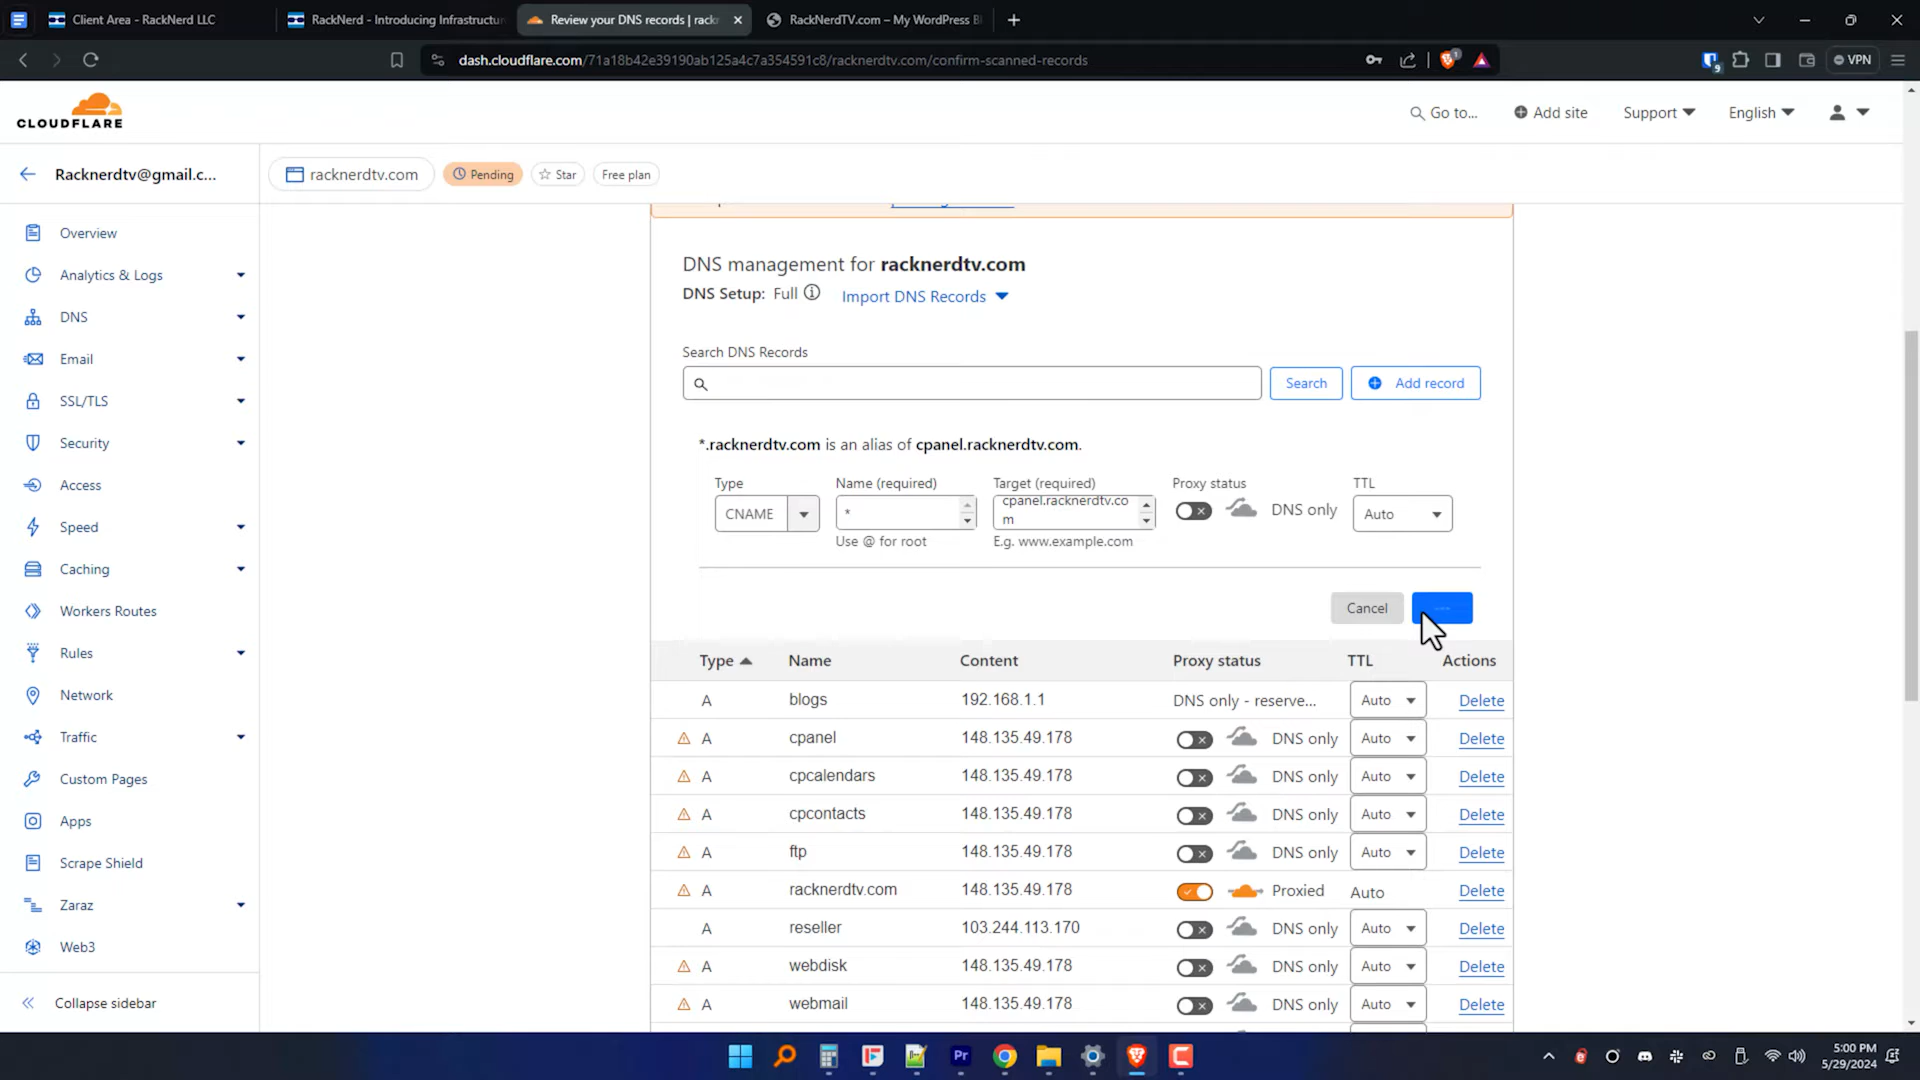 Client Area - RackNerd LLC
RackNerd - Introducing Infrastructur
Review your DNS records | rackn
RackNerdTV.com – My WordPress B
dash.cloudflare.com/71a18b42e39190ab125a4c7a354591c8/racknerdtv.com/confirm-scanned-records
VPN
CLOUDFLARE
Go to...
Add site
Support
English
Racknerdtv@gmail.c...
racknerdtv.com
Pending
Star
Free plan
Overview
Analytics & Logs
DNS
Email
SSL/TLS
Security
Access
Speed
Caching
Workers Routes
Rules
Network
Traffic
Custom Pages
Apps
Scrape Shield
Zaraz
Web3
Collapse sidebar
DNS management for racknerdtv.com
DNS Setup: Full
Import DNS Records
Search DNS Records
Search
Add record
*.racknerdtv.com is an alias of cpanel.racknerdtv.com.
Type Name (required) Target (required) Proxy status TTL
CNAME * cpanel.racknerdtv.co
m
DNS only Auto
Use @ for root E.g. www.example.com
Cancel
Type Name Content Proxy status TTL Actions
A blogs 192.168.1.1 DNS only - reserve... Auto Delete
A cpanel 148.135.49.178 DNS only Auto Delete
A cpcalendars 148.135.49.178 DNS only Auto Delete
A cpcontacts 148.135.49.178 DNS only Auto Delete
A ftp 148.135.49.178 DNS only Auto Delete
A racknerdtv.com 148.135.49.178 Proxied Auto Delete
A reseller 103.244.113.170 DNS only Auto Delete
A webdisk 148.135.49.178 DNS only Auto Delete
A webmail 148.135.49.178 DNS only Auto Delete
Pr
5:00 PM
5/29/2024